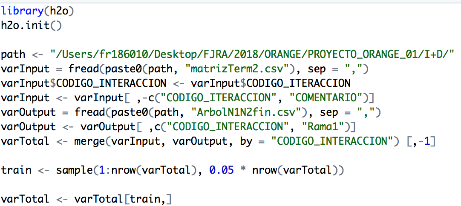 library(h2o)
h2o.init()
path <- "/Users/fr186010/Desktop/FJRA/2018/ORANGE/PROYECTO_ORANGE_01/I+D/"
varInput = fread(paste0(path, "matrizTerm2.csv"), sep = ",")
varInput$CODIGO_INTERACCION <- varInput$CODIGO_ITERACCION
varInput <- varInput[ ,-c("CODIGO_ITERACCION", "COMENTARIO")]
varOutput = fread(paste0(path, "ArbolN1N2fin.csv"), sep = ",")
varOutput <- varOutput[ ,c("CODIGO_INTERACCION", "Rama1")]
varTotal <- merge(varInput, varOutput, by = "CODIGO_INTERACCION") [,-1]
train <- sample(1:nrow(varTotal), 0.05 * nrow(varTotal))
varTotal <- varTotal[train,]